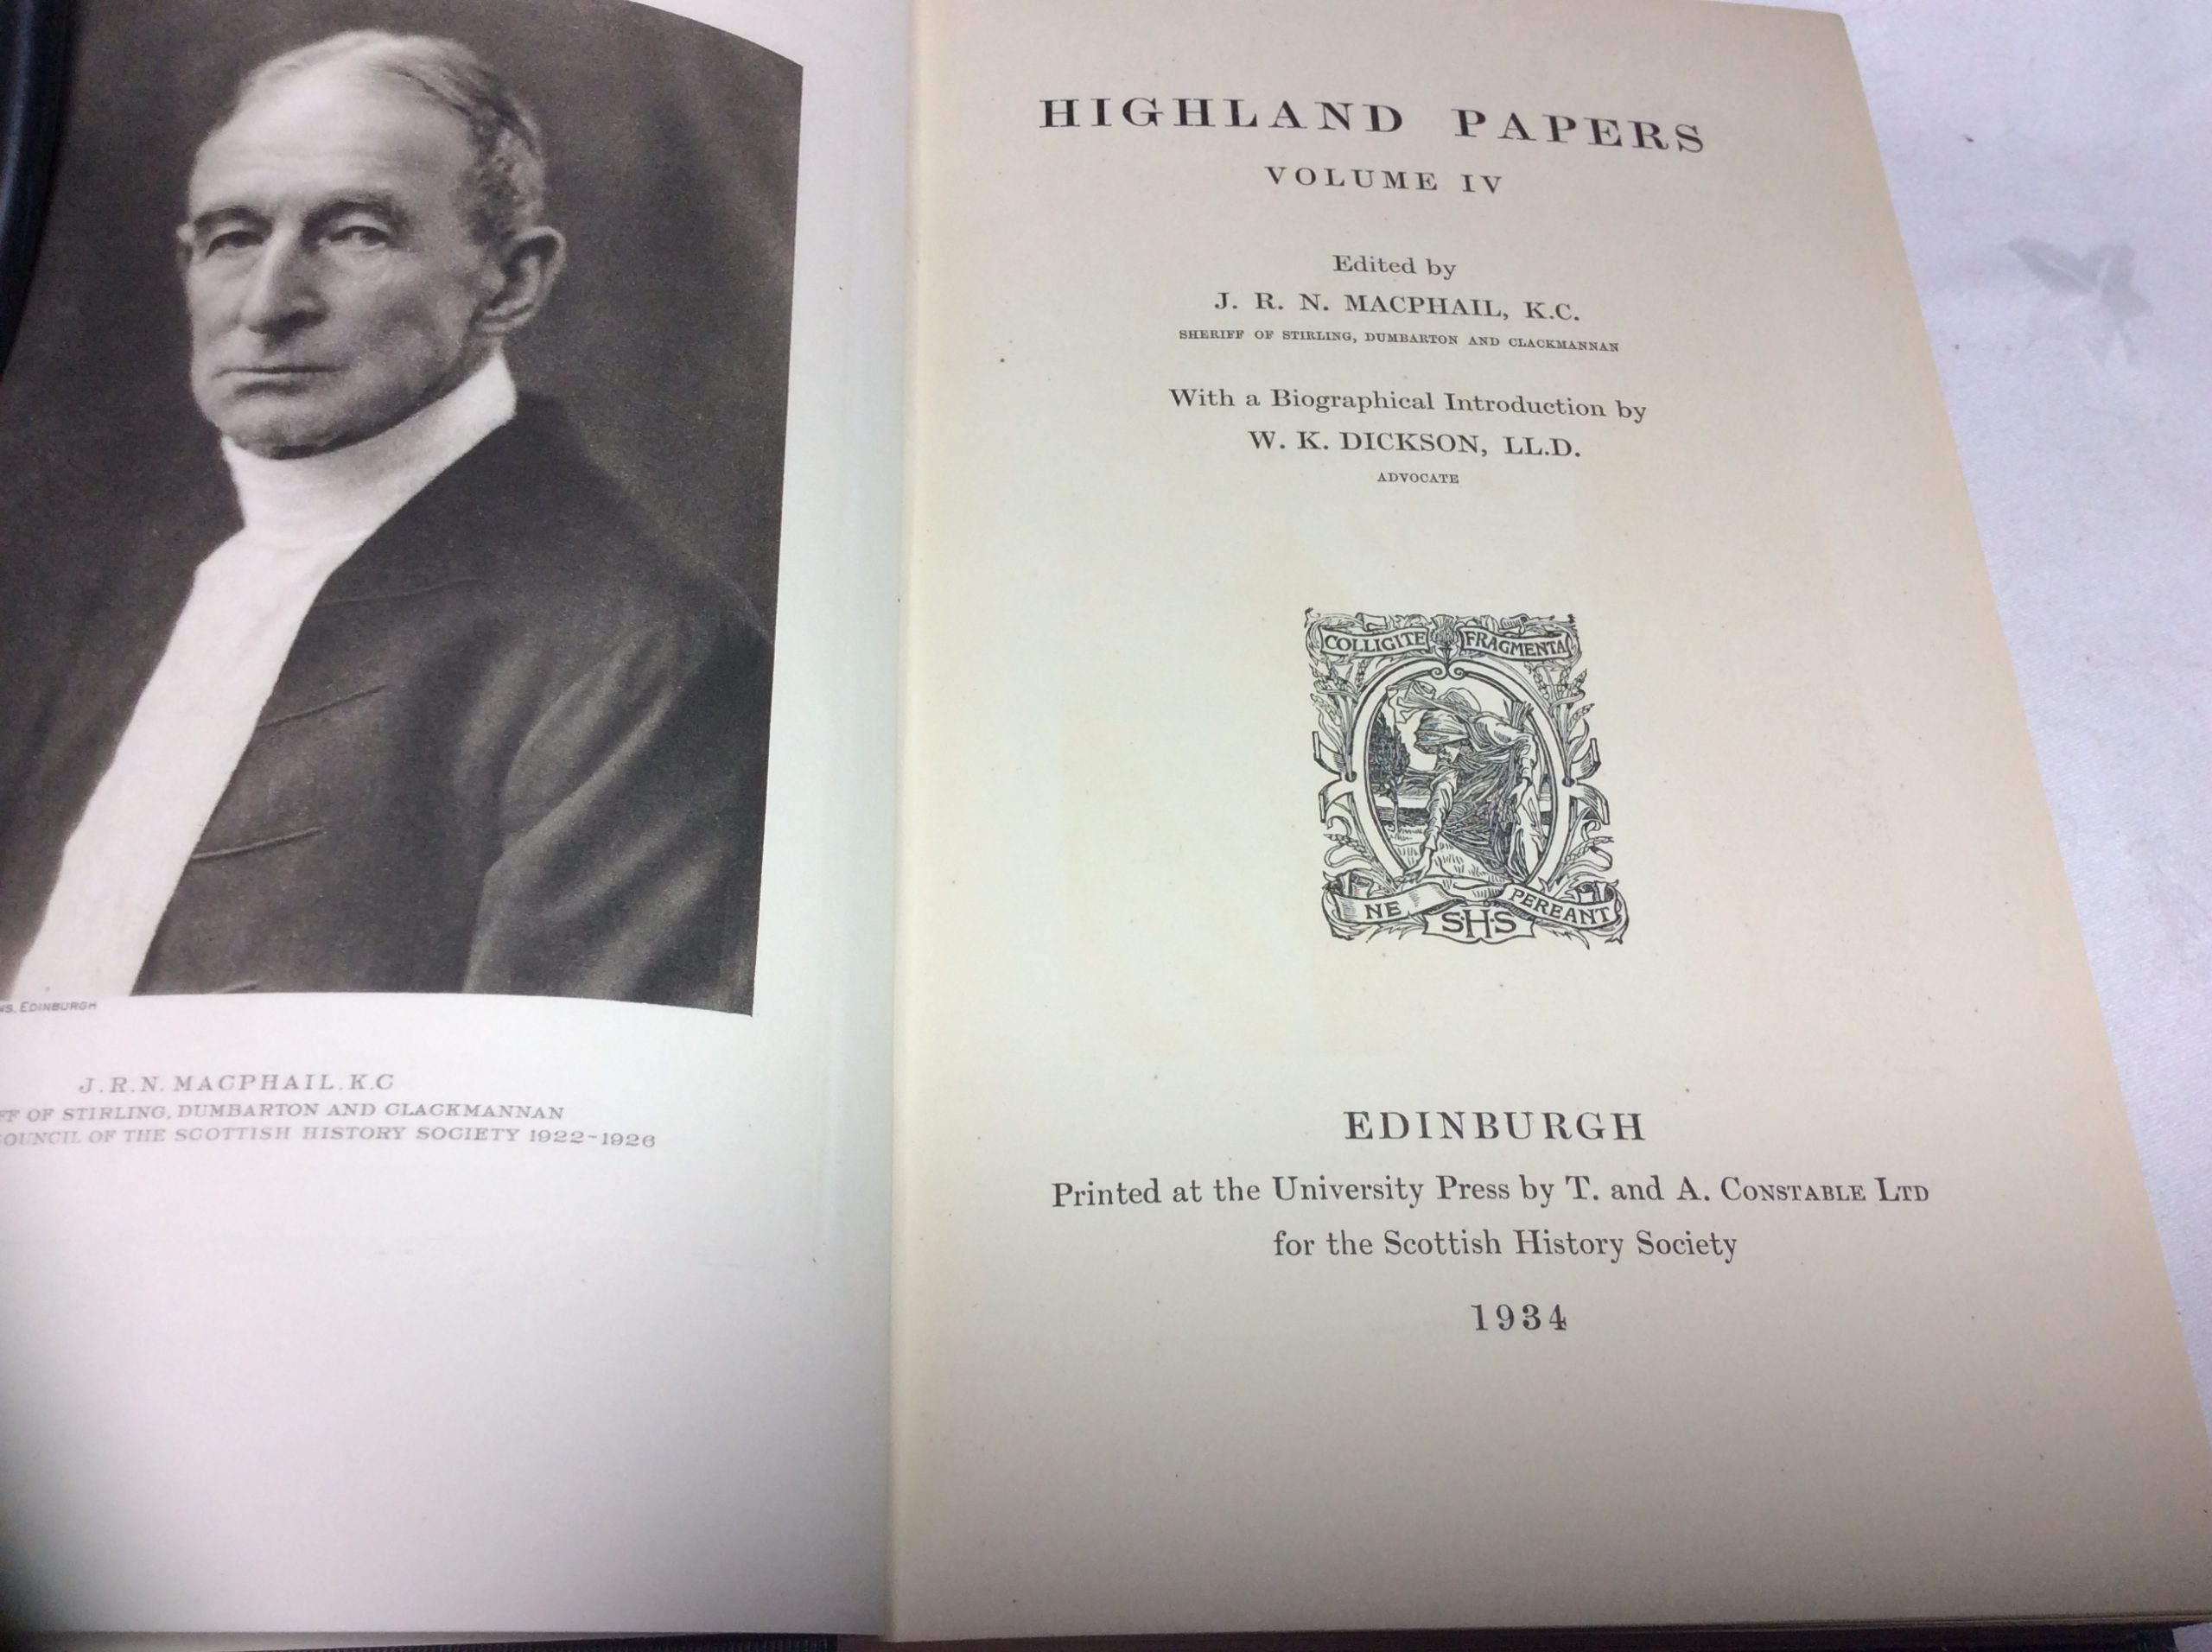 EDINBURGH
J.R.N. MACPHAIL. K.C
OF STIRLING, DUMBARTON AND CLACKMANNAN
OF THE SCOTTISH HISTORY SOCIETY 1922-1926
HIGHLAND PAPERS
VOLUME IV
Edited by
J. R. N. MACPHAIL, K.C.
SHERIFF OF STIRLING, DUMBARTON AND CLACKMANNAN
With a Biographical Introduction by
W. K. DICKSON, LL.D.
ADVOCATE
COLLIGITE FRAGMENTA
NE PEREANT
SHS
EDINBURGH
Printed at the University Press by T. and A. CONSTABLE LTD
for the Scottish History Society
1934